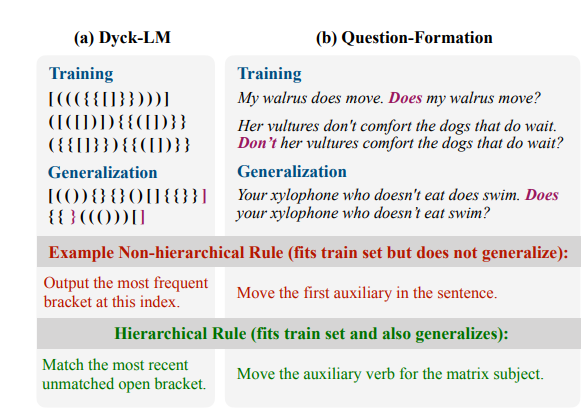 (a) Dyck-LM
Training
[((({{[]}})))]
([([])]){{([])}}
({{[]}}){{([])}}
Generalization
[(()){}{}()[]{{}}]
{{}((()))[]
(b) Question-Formation
Training
My walrus does move. Does my walrus move?
Her vultures don't comfort the dogs that do wait.
Don't her vultures comfort the dogs that do wait?
Generalization
Your xylophone who doesn't eat does swim. Does
your xylophone who doesn't eat swim?
Example Non-hierarchical Rule (fits train set but does not generalize):
Output the most frequent
bracket at this index.
Move the first auxiliary in the sentence.
Hierarchical Rule (fits train set and also generalizes):
Match the most recent
unmatched open bracket.
Move the auxiliary verb for the matrix subject.